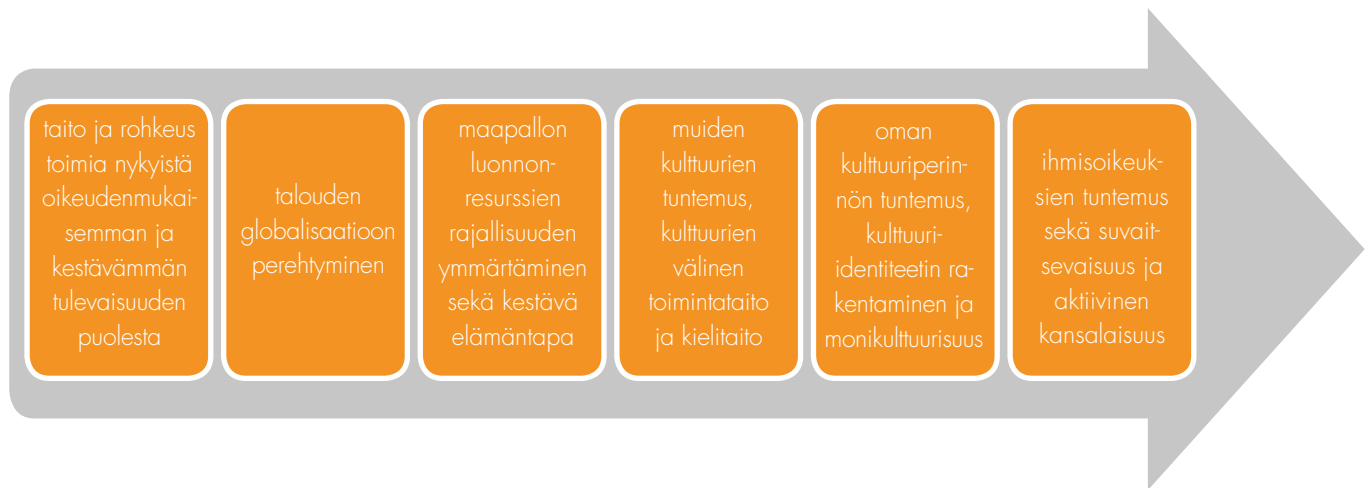 taito ja rohkeus
toimia nykyistä
oikeudenmukai-
semman ja
kestävämmän
tulevaisuuden
puolesta
talouden
globalisaatioon
perehtyminen
maapallon
luonnon-
resurssien
rajallisuuden
ymmärtäminen
sekä kestävä
elämäntapa
muiden
kulttuurien
tuntemus,
kulttuurien
välinen
toimintataito
ja kielitaito
oman
kulttuuriperin-
nön tuntemus,
kulttuuri-
identiteetin ra-
kentaminen ja
monikulttuurisuus
ihmisoikeuk-
sien tuntemus
sekä suvait-
sevaisuus ja
aktiivinen
kansalaisuus